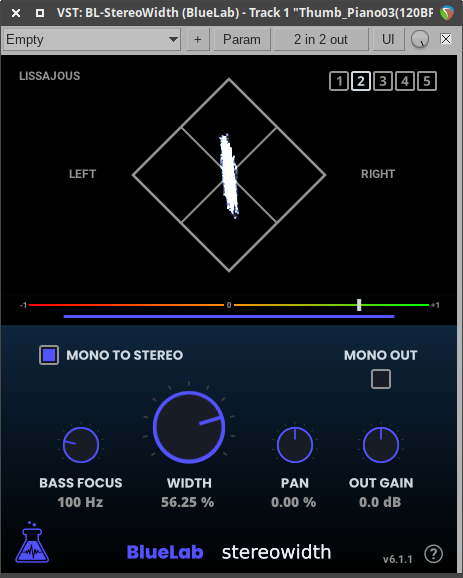 VST: BL-StereoWidth (BlueLab) - Track 1 "Thumb_Piano03(120BP
Empty + Param 2 in 2 out UI
LISSAJOUS 1 2 3 4 5
LEFT RIGHT
-1 0 +1
MONO TO STEREO MONO OUT
BASS FOCUS WIDTH PAN OUT GAIN
100 Hz 56.25 % 0.00 % 0.0 dB
BlueLab stereowidth v6.1.1 ?